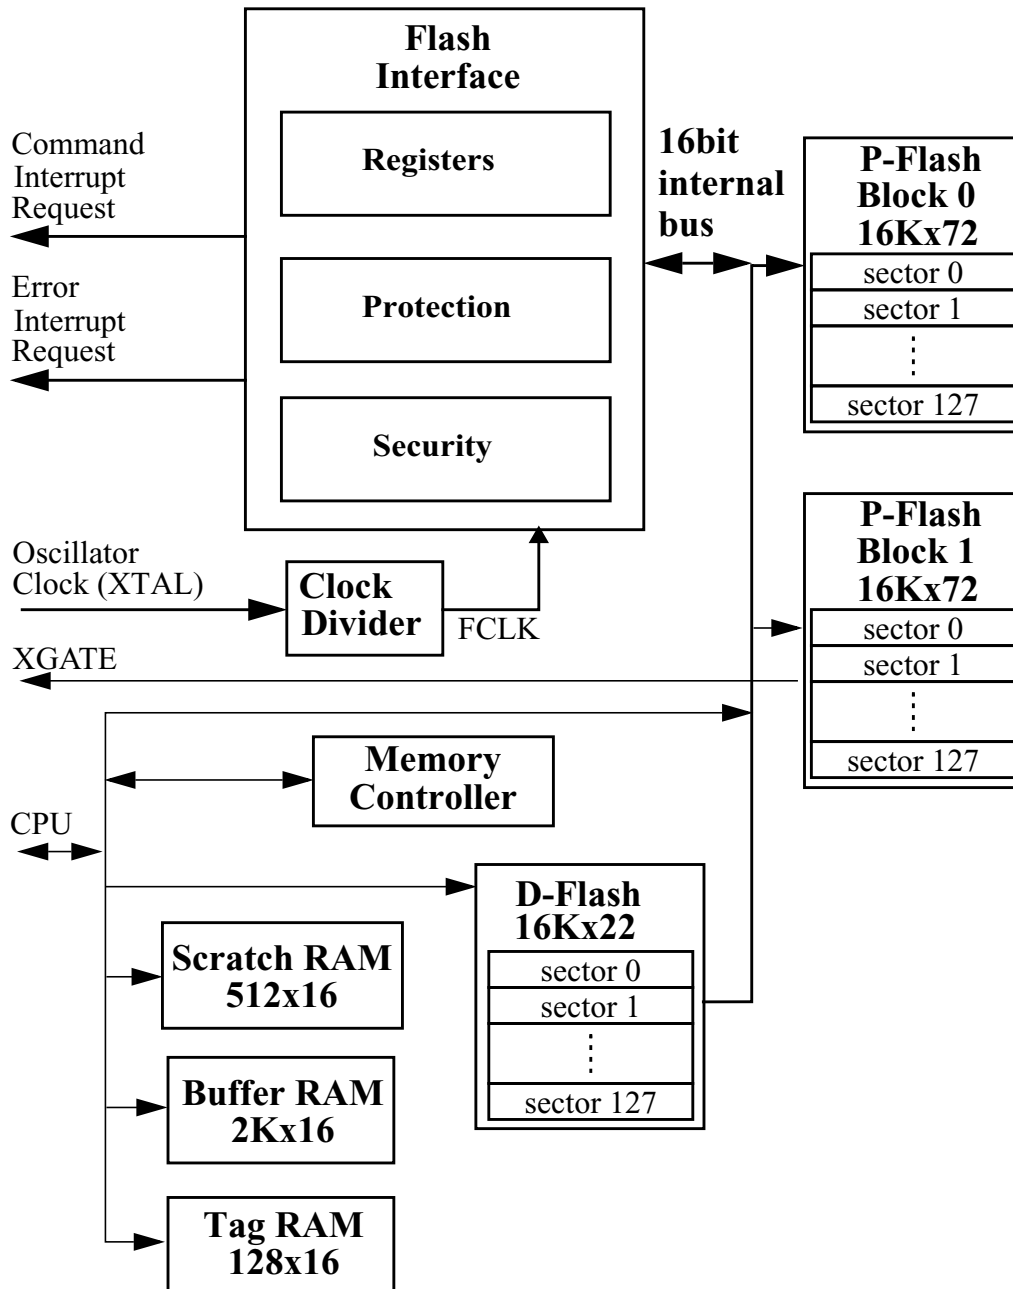 Flash
Interface
Registers
Protection
Security
Command
Interrupt
Request
Error
Interrupt
Request
16bit
internal
bus
P-Flash
Block 0
16Kx72
sector 0
sector 1
sector 127
P-Flash
Block 1
16Kx72
sector 0
sector 1
sector 127
Oscillator
Clock (XTAL)
Clock
Divider
FCLK
XGATE
Memory
Controller
CPU
D-Flash
16Kx22
sector 0
sector 1
sector 127
Scratch RAM
512x16
Buffer RAM
2Kx16
Tag RAM
128x16